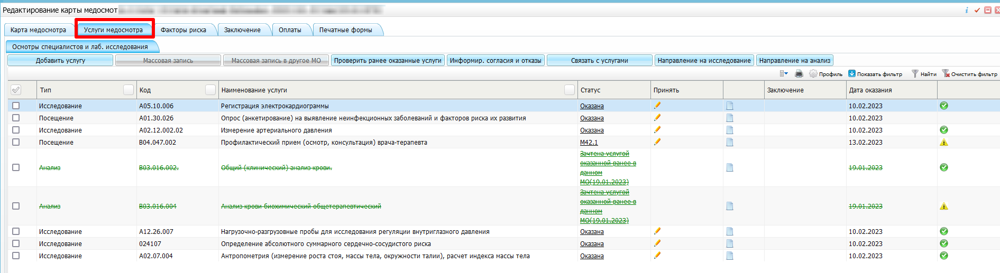 Редактирование карты медосмот
Карта медосмотра Услуги медосмотра Факторы риска Заключение Оплаты Печатные формы
Осмотры специалистов и лаб. исследования
Добавить услугу Массовая запись Массовая запись в другое МО Проверить ранее оказанные услуги Информир. согласия и отказы Связать с услугами Направление на исследование Направление на анализ
Профиль Показать фильтр Найти Очистить фильтр
Тип Код Наименование услуги Статус Принять Заключение Дата оказания
Исследование A05.10.006 Регистрация электрокардиограммы Оказана 10.02.2023
Посещение A01.30.026 Опрос (анкетирование) на выявление неинфекционных заболеваний и факторов риска их развития Оказана 10.02.2023
Исследование A02.12.002.02 Измерение артериального давления Оказана 10.02.2023
Посещение B04.047.002 Профилактический прием (осмотр, консультация) врача-терапевта M42.1 13.02.2023
Зачтена услугой
оказанной ранее в
Анализ B03.016.002. Общий (клинический) анализ крови. 19.01.2023
данном
МО(19.01.2023)
Зачтена услугой
оказанной ранее в
Анализ B03.016.004 Анализ крови биохимический общетерапевтический 19.01.2023
данном
МО(19.01.2023)
Исследование A12.26.007 Нагрузочно-разгрузовные пробы для исследования регуляции внутриглазного давления Оказана 10.02.2023
Исследование 024107 Определение абсолютного суммарного сердечно-сосудистого риска Оказана 10.02.2023
Исследование A02.07.004 Антропометрия (измерение роста стоя, массы тела, окружности талии), расчет индекса массы тела Оказана 10.02.2023